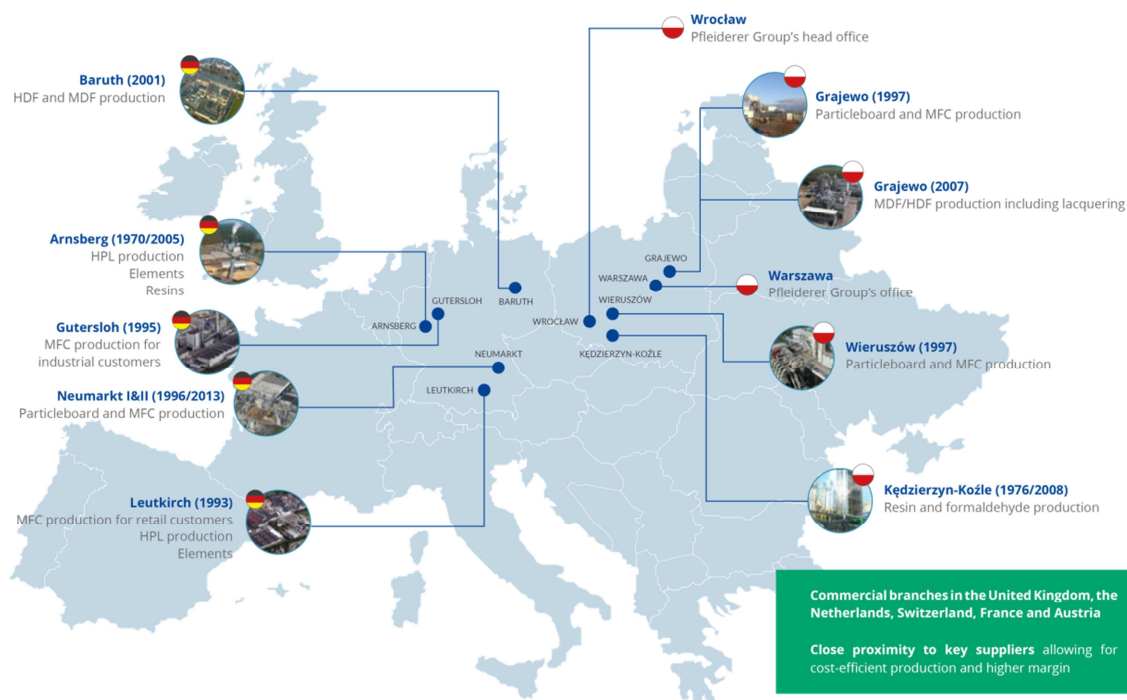 Wrocław
Pfleiderer Group's head office
Baruth (2001)
HDF and MDF production
Grajewo (1997)
Particleboard and MFC production
Grajewo (2007)
MDF/HDF production including lacquering
Arnsberg (1970/2005)
HPL production
Elements
Resins
GRAJEWO
WARSZAWA
Warszawa
Pfleiderer Group's office
GUTERSLOH
BARUTH
WIERUSZÓW
WROCŁAW
ARNSBERG
Gutersloh (1995)
MFC production for
industrial customers
NEUMARKT
KĘDZIERZYN-KOŹLE
Wieruszów (1997)
Particleboard and MFC production
LEUTKIRCH
Neumarkt I&II (1996/2013)
Particleboard and MFC production
Leutkirch (1993)
MFC production for retail customers
HPL production
Elements
Kędzierzyn-Koźle (1976/2008)
Resin and formaldehyde production
Commercial branches in the United Kingdom, the
Netherlands, Switzerland, France and Austria
Close proximity to key suppliers allowing for
cost-efficient production and higher margin